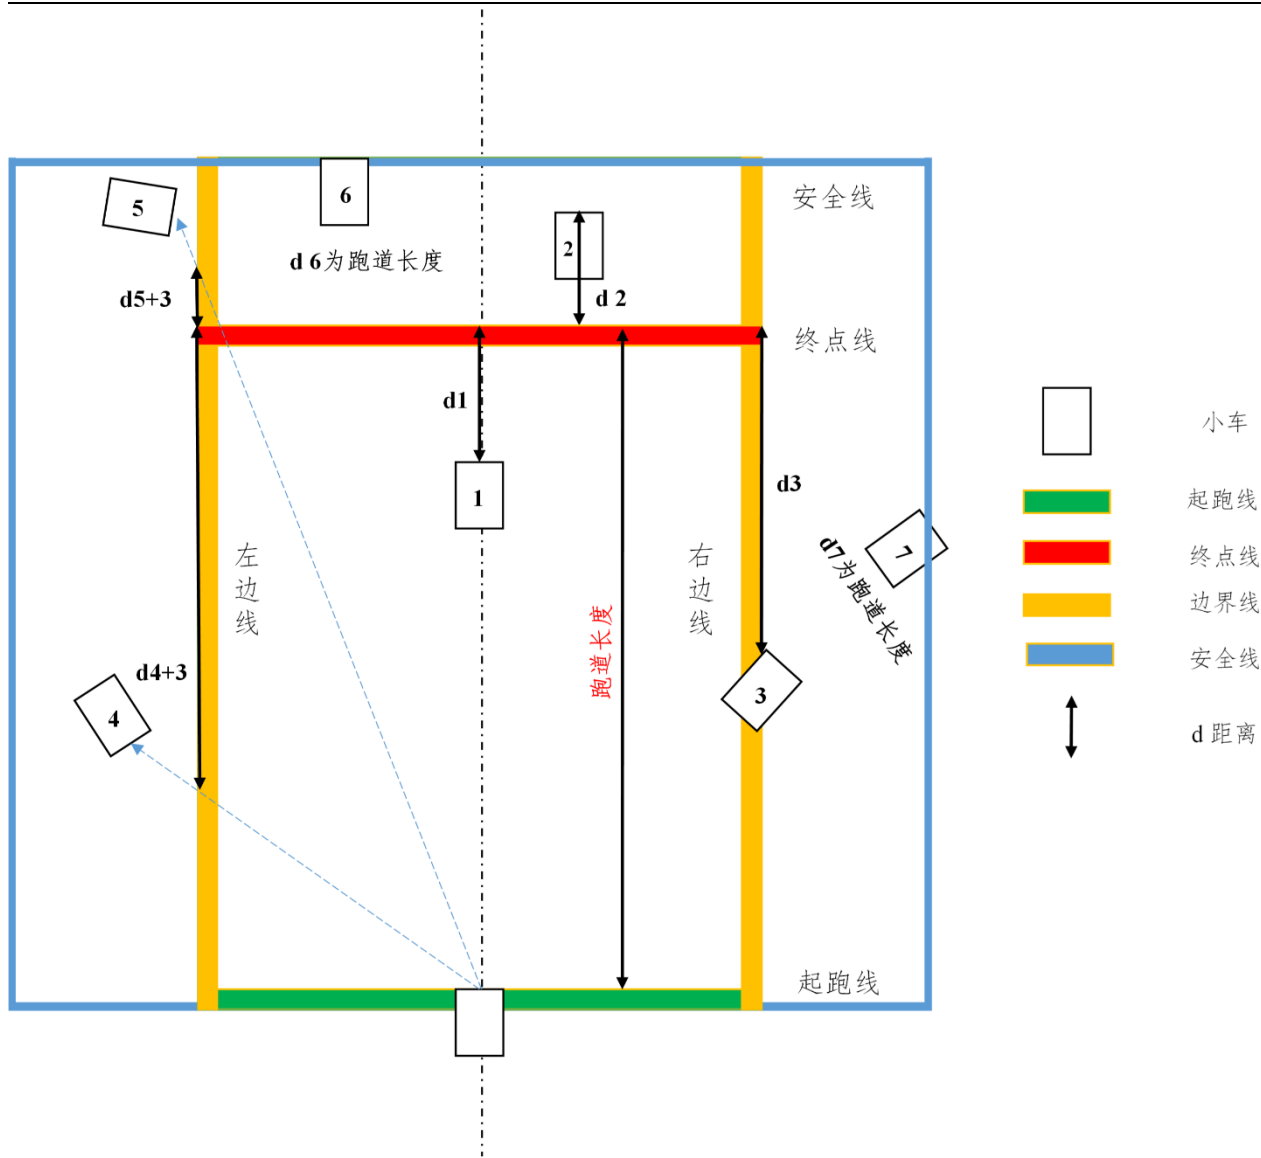 5
6
安全线
2
d 6为跑道长度
d5+3
d 2
终点线
d1
小车
1
d3
起跑线
左边线
右边线
7
d7为跑道长度
终点线
跑道长度
边界线
安全线
d4+3
3
4
d 距离
起跑线